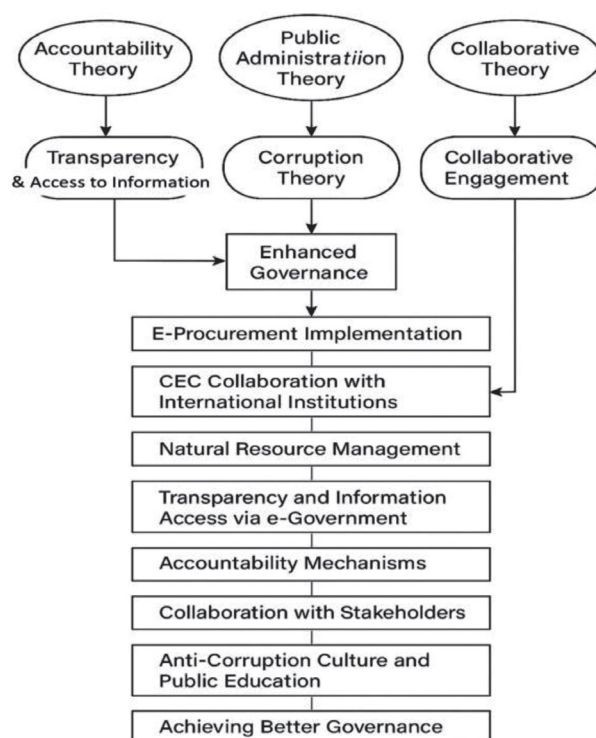 Accountability
Theory
Public
Administratiion
Theory
Collaborative
Theory
Transparency
& Access to Information
Corruption
Theory
Collaborative
Engagement
Enhanced
Governance
E-Procurement Implementation
CEC Collaboration with
International Institutions
Natural Resource Management
Transparency and Information
Access via e-Government
Accountability Mechanisms
Collaboration with Stakeholders
Anti-Corruption Culture and
Public Education
Achieving Better Governance